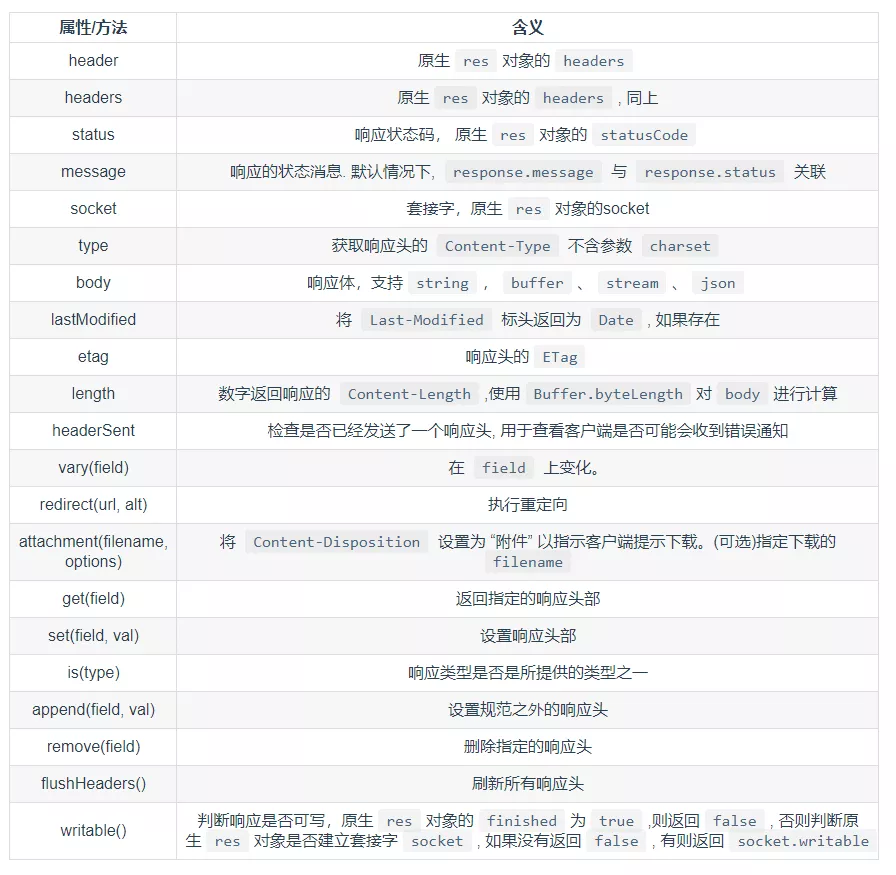 属性/方法 含义
header 原生 res 对象的 headers
headers 原生 res 对象的 headers , 同上
status 响应状态码， 原生 res 对象的 statusCode
message 响应的状态消息. 默认情况下, response.message 与 response.status 关联
socket 套接字，原生 res 对象的socket
type 获取响应头的 Content-Type 不含参数 charset
body 响应体，支持 string ， buffer 、 stream 、 json
lastModified 将 Last-Modified 标头返回为 Date , 如果存在
etag 响应头的 ETag
length 数字返回响应的 Content-Length ,使用 Buffer.byteLength 对 body 进行计算
headerSent 检查是否已经发送了一个响应头, 用于查看客户端是否可能会收到错误通知
vary(field) 在 field 上变化。
redirect(url, alt) 执行重定向
attachment(filename, 将 Content-Disposition 设置为 “附件” 以指示客户端提示下载。(可选)指定下载的
options) filename
get(field) 返回指定的响应头部
set(field, val) 设置响应头部
is(type) 响应类型是否是所提供的类型之一
append(field, val) 设置规范之外的响应头
remove(field) 删除指定的响应头
flushHeaders() 刷新所有响应头
writable() 判断响应是否可写，原生 res 对象的 finished 为 true ,则返回 false , 否则判断原
生 res 对象是否建立套接字 socket , 如果没有返回 false , 有则返回 socket.writable